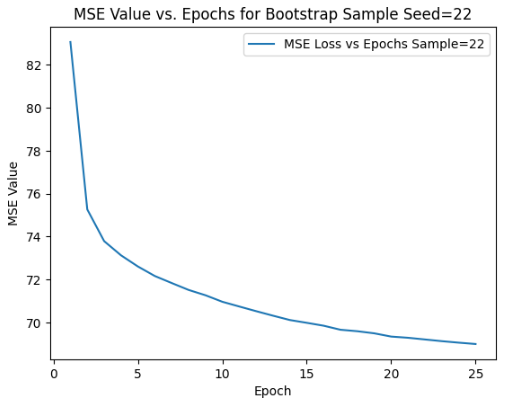 MSE Value vs. Epochs for Bootstrap Sample Seed=22
MSE Loss vs Epochs Sample=22
82
80
78
76
74
72
70
MSE Value
0 5 10 15 20 25
Epoch